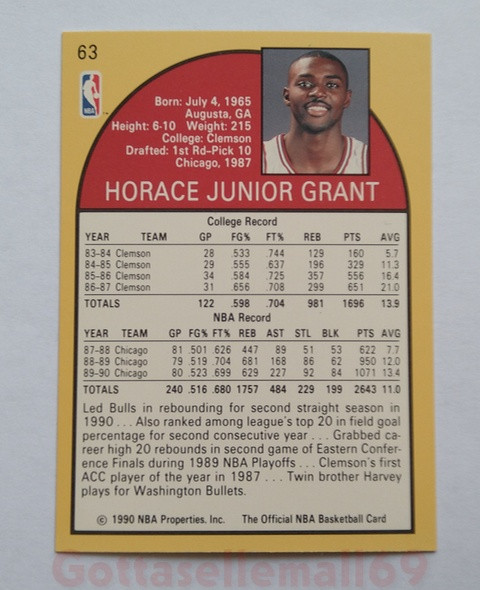 63
NBA
Born: July 4, 1965
Augusta, GA
Height: 6-10 Weight: 215
College: Clemson
Drafted: 1st Rd-Pick 10
Chicago, 1987
HORACE JUNIOR GRANT
College Record
YEAR TEAM GP FG% FT% REB PTS AVG
83-84 Clemson 28 .533 .744 129 160 5.7
84-85 Clemson 29 .555 .637 196 329 11.3
85-86 Clemson 34 .584 .725 357 556 16.4
86-87 Clemson 31 .656 .708 299 651 21.0
TOTALS 122 .598 .704 981 1696 13.9
NBA Record
YEAR TEAM GP FG% FT% REB AST STL BLK PTS AVG
87-88 Chicago 81 .501 .626 447 89 51 53 622 7.7
88-89 Chicago 79 .519 .704 681 168 86 62 950 12.0
89-90 Chicago 80 .523 .699 629 227 92 84 1071 13.4
TOTALS 240 .516 .680 1757 484 229 199 2643 11.0
Led Bulls in rebounding for second straight season in
1990 . . . Also ranked among league's top 20 in field goal
percentage for second consecutive year . . . Grabbed ca-
reer high 20 rebounds in second game of Eastern Confer-
ence Finals during 1989 NBA Playoffs . . . Clemson's first
ACC player of the year in 1987 . . . Twin brother Harvey
plays for Washington Bullets.
© 1990 NBA Properties, Inc. The Official NBA Basketball Card
Gottasellemall69